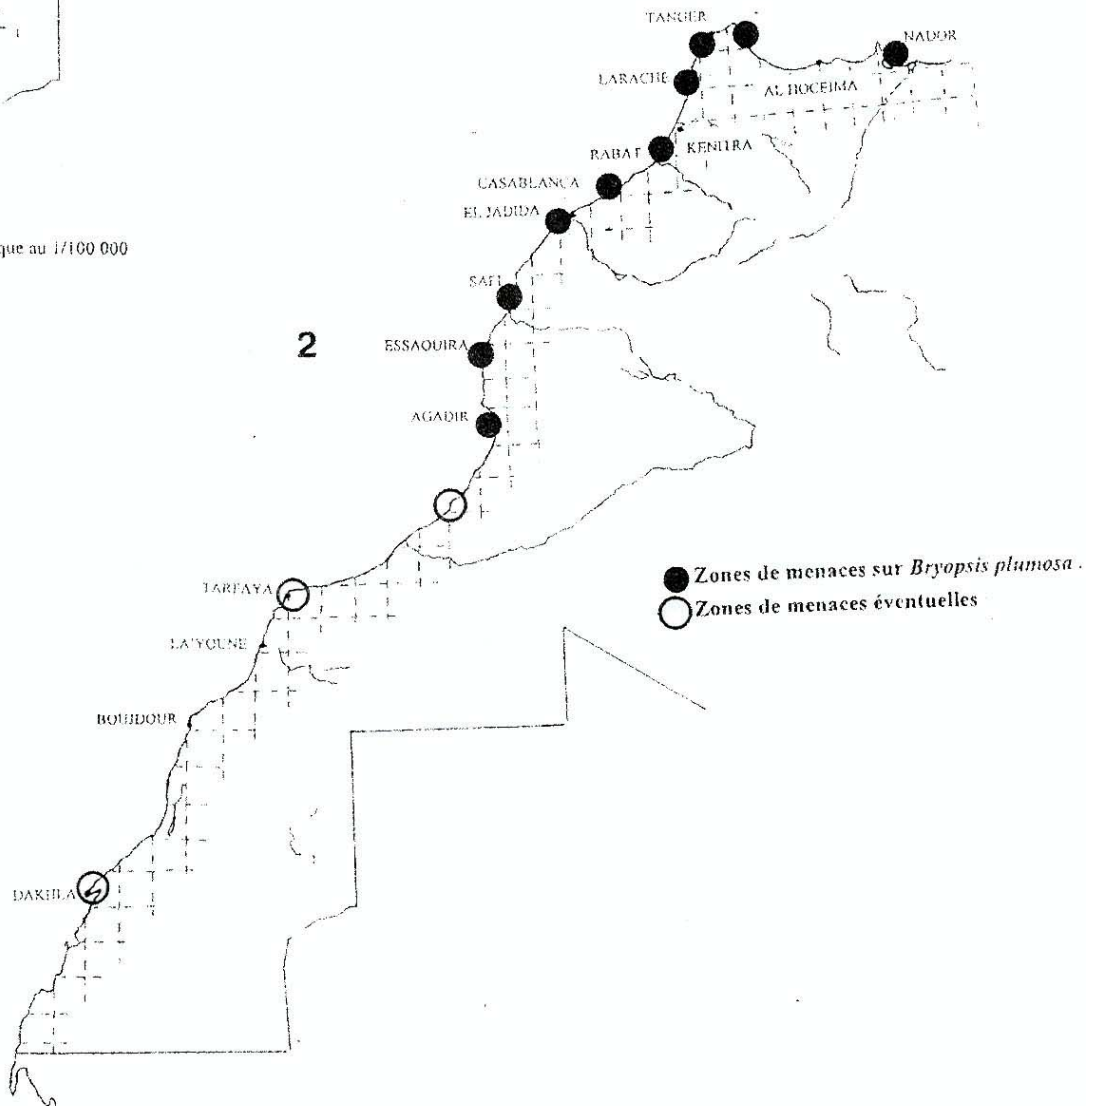 TANGER
NADOR
LARACHE
AL HOCEIMA
RABAT
KENITRA
CASABLANCA
EL JADIDA
que au 1/100 000
SAFI
2
ESSAOUIRA
AGADIR
Zones de menaces sur Bryopsis plumosa .
TARFAYA
Zones de menaces éventuelles
LA'YOUNE
BOUJDOUR
DAKHLA